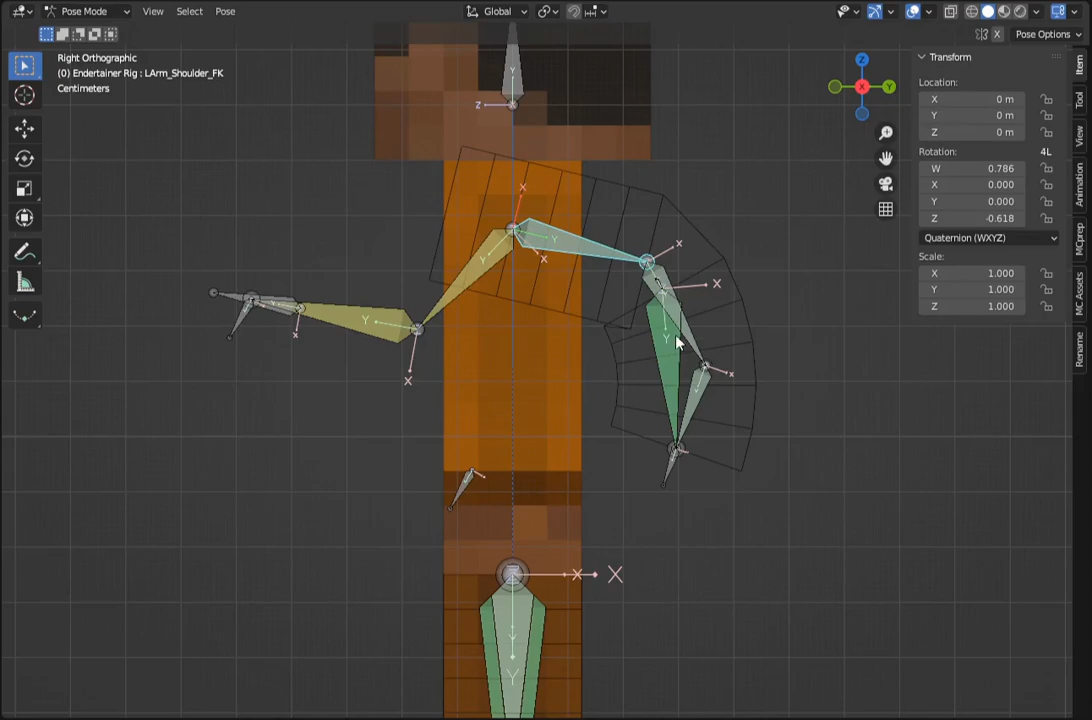 Pose Mode View Select Pose Global
X Pose Options
Right Orthographic
(0) Endertainer Rig : LArm_Shoulder_FK
Centimeters
Z
X
Y
Transform
Location:
X 0 m
Y 0 m
Z 0 m
Rotation: 4L
W 0.786
X 0.000
Y 0.000
Z -0.618
Quaternion (WXYZ)
Scale:
X 1.000
Y 1.000
Z 1.000
Item
Tool
View
Animation
MCprep
MC Assets
Rename
Y
Z X
X
Y
Y
X
X
X
Y
Y
X
X
X
X
X X
Y
Y